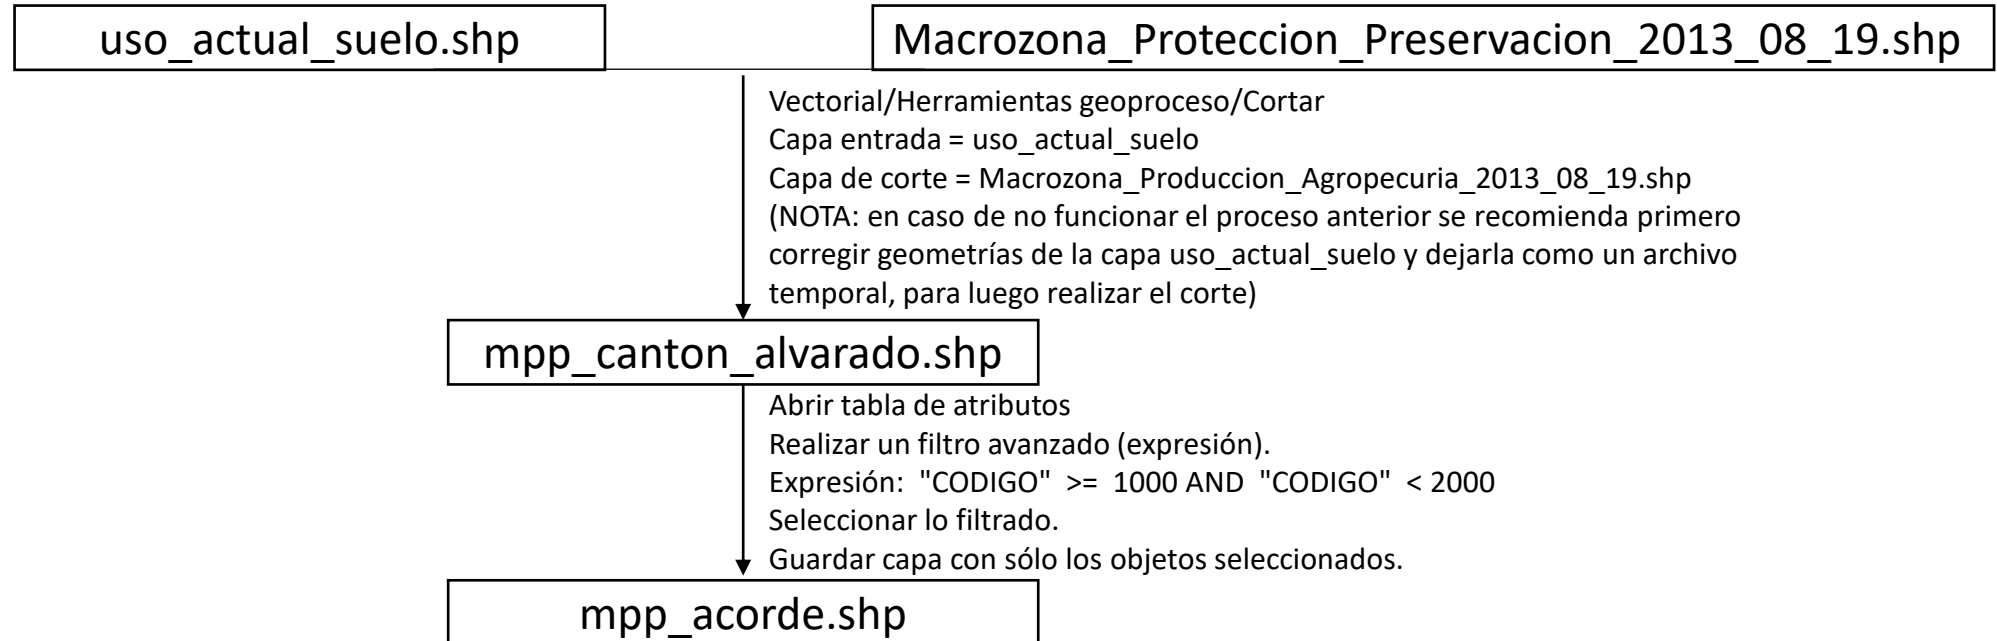 uso_actual_suelo.shp
Macrozona_Proteccion_Preservacion_2013_08_19.shp
Vectorial/Herramientas geoproceso/Cortar
Capa entrada = uso_actual_suelo
Capa de corte = Macrozona_Produccion_Agropecuria_2013_08_19.shp
(NOTA: en caso de no funcionar el proceso anterior se recomienda primero
corregir geometrías de la capa uso_actual_suelo y dejarla como un archivo
temporal, para luego realizar el corte)
mpp_canton_alvarado.shp
Abrir tabla de atributos
Realizar un filtro avanzado (expresión).
Expresión:  "CODIGO"  >=  1000 AND  "CODIGO"  < 2000
Seleccionar lo filtrado.
Guardar capa con sólo los objetos seleccionados.
mpp_acorde.shp